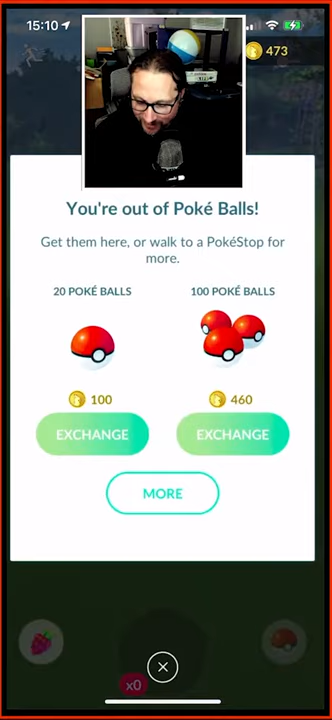 15:10
473
You're out of Poké Balls!
Get them here, or walk to a PokéStop for
more.
20 POKÉ BALLS
100 POKÉ BALLS
100
460
EXCHANGE
EXCHANGE
MORE
x0